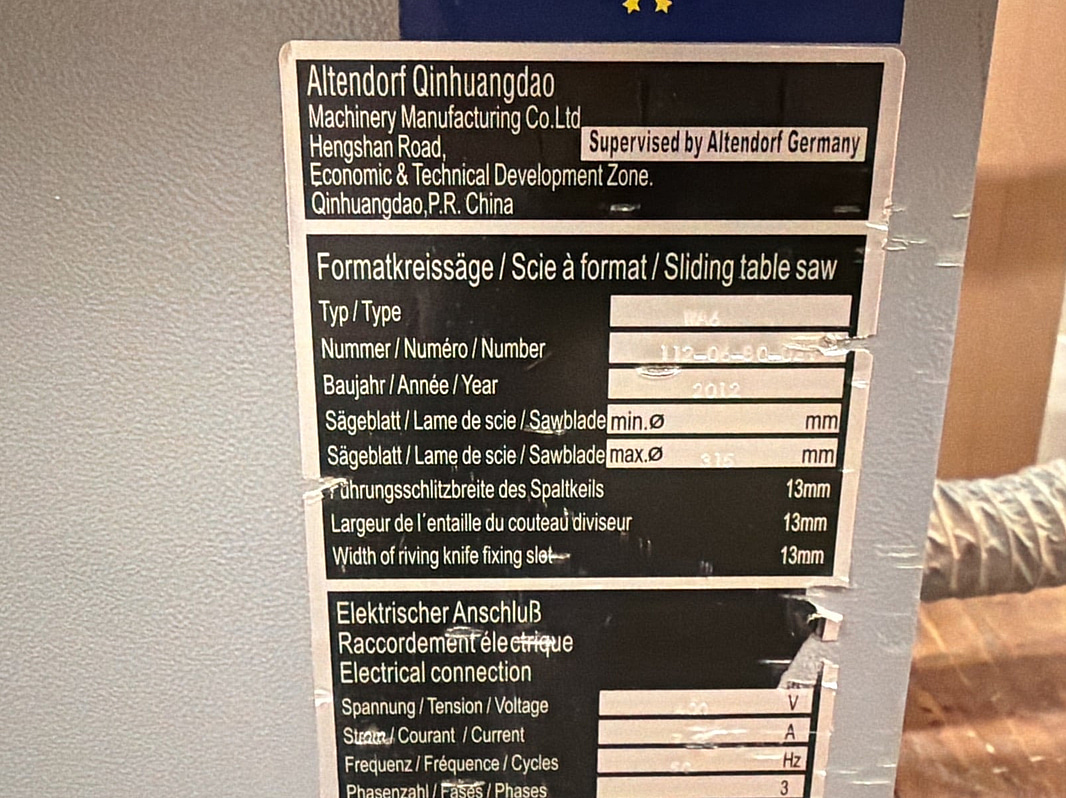 Altendorf Qinhuangdao
Machinery Manufacturing Co.Ltd
Hengshan Road,
Supervised by Altendorf Germany
Economic & Technical Development Zone.
Qinhuangdao,P.R. China
Formatkreissäge / Scie à format / Sliding table saw
Typ / Type WA6
Nummer / Numéro / Number
Baujahr / Année / Year 2012
Sägeblatt / Lame de scie / Sawblade min.Ø mm
Sägeblatt / Lame de scie / Sawblade max.Ø 315 mm
Führungsschlitzbreite des Spaltkeils 13mm
Largeur de l´entaille du couteau diviseur 13mm
Width of riving knife fixing slot 13mm
Elektrischer Anschluß
Raccordement électrique
Electrical connection
Spannung / Tension / Voltage V
Strom / Courant / Current A
Frequenz / Fréquence / Cycles 50 Hz
Phasenzahl / Fases / Phases 3